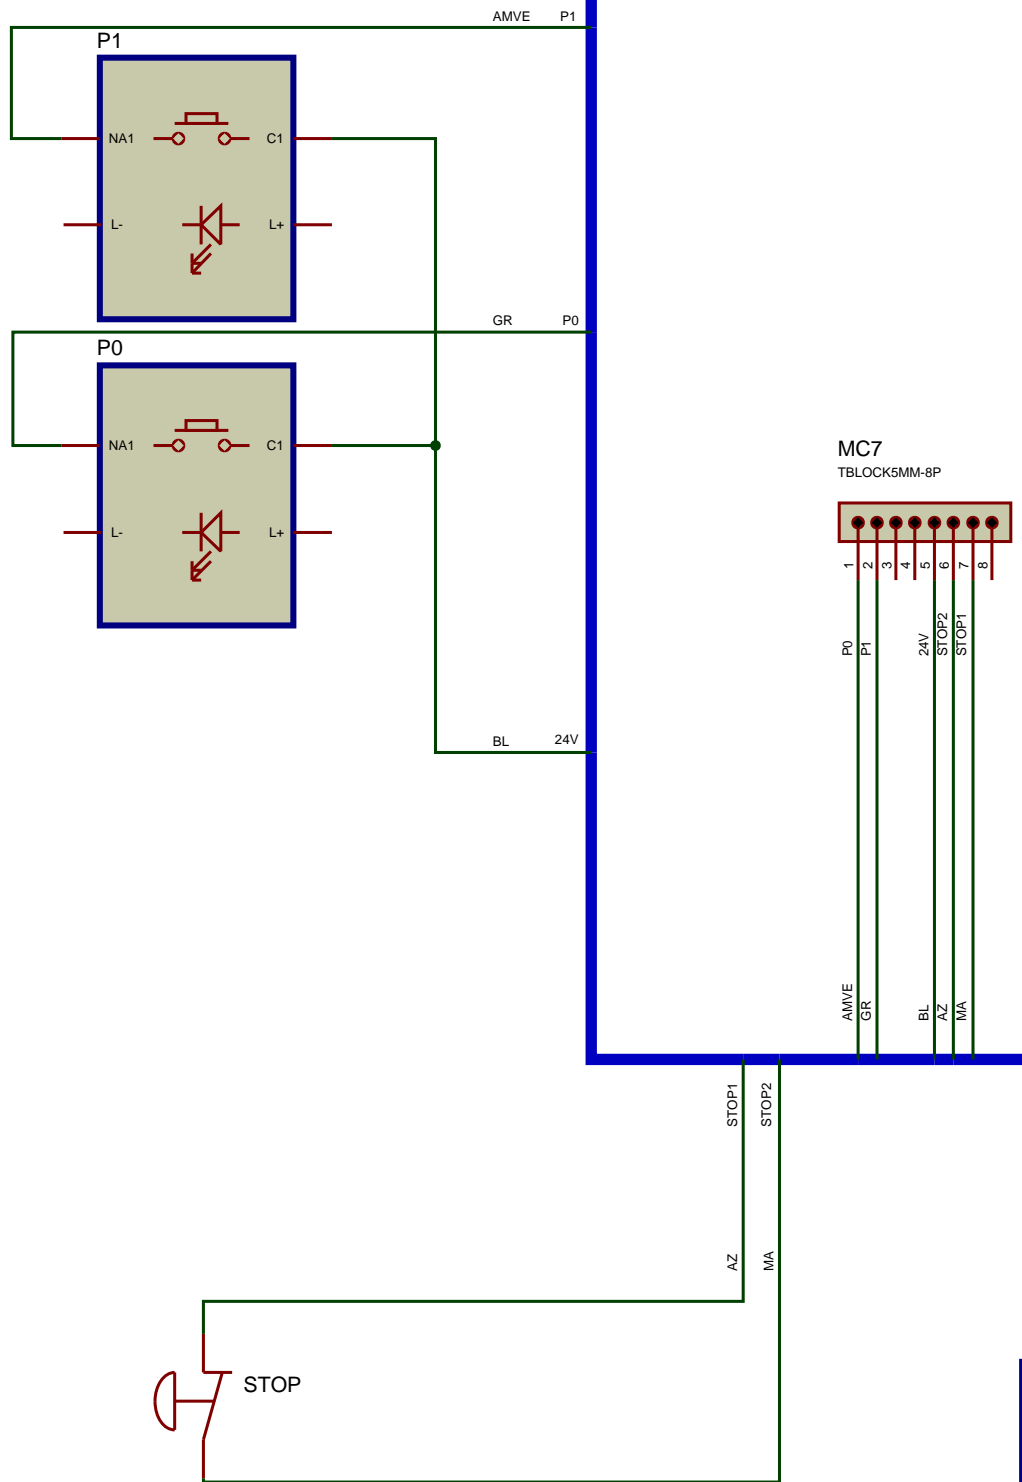 AMVE P1
P1
NA1 C1
L- L+
GR P0
P0
NA1 C1
L- L+
BL 24V
MC7
TBLOCK5MM-8P
1 2 3 4 5 6 7 8
P0 P1 24V STOP2 STOP1
AMVE GR BL AZ MA
STOP1 STOP2
AZ MA
STOP